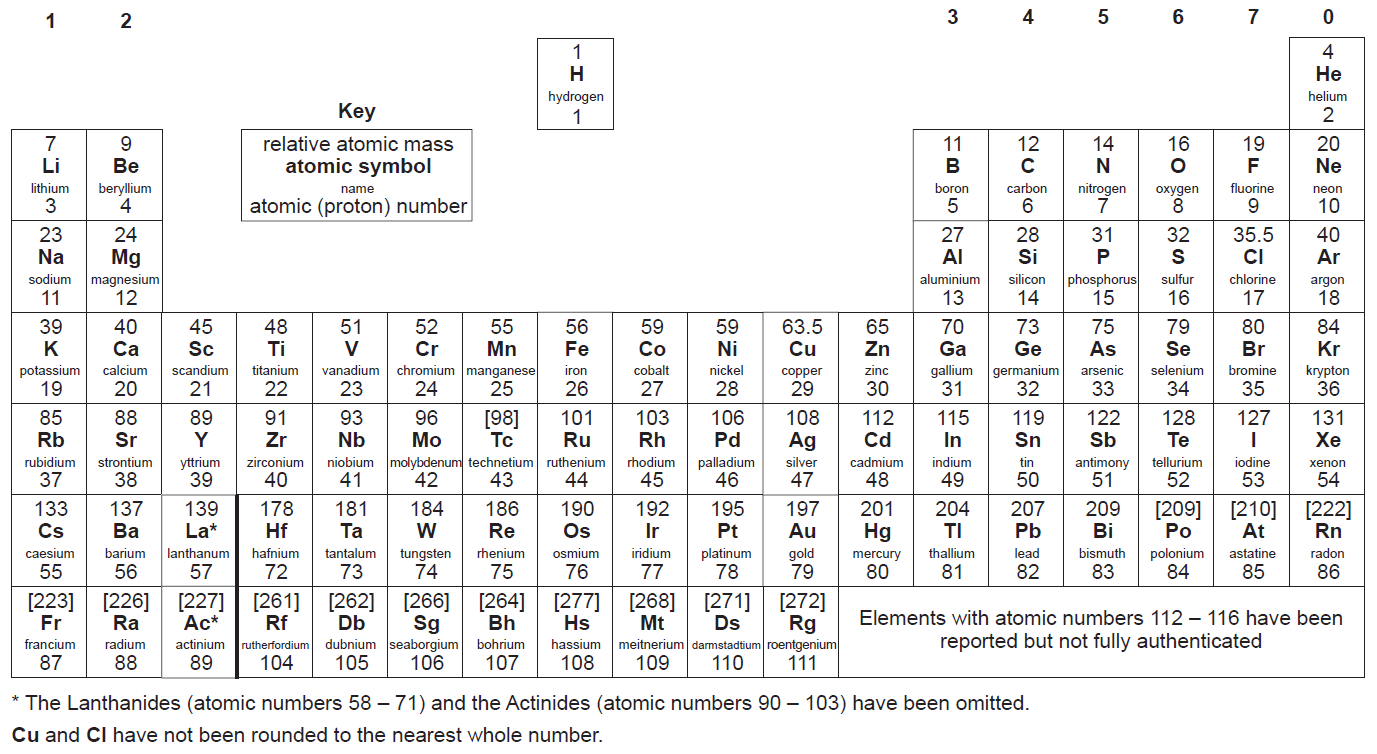 1 2 3 4 5 6 7 0
1 4
H He
hydrogen helium
1 2
Key
relative atomic mass
atomic symbol
name
atomic (proton) number
7 9 11 12 14 16 19 20
Li Be B C N O F Ne
lithium beryllium boron carbon nitrogen oxygen fluorine neon
3 4 5 6 7 8 9 10
23 24 27 28 31 32 35.5 40
Na Mg Al Si P S Cl Ar
sodium magnesium aluminium silicon phosphorus sulfur chlorine argon
11 12 13 14 15 16 17 18
39 40 45 48 51 52 55 56 59 59 63.5 65 70 73 75 79 80 84
K Ca Sc Ti V Cr Mn Fe Co Ni Cu Zn Ga Ge As Se Br Kr
potassium calcium scandium titanium vanadium chromium manganese iron cobalt nickel copper zinc gallium germanium arsenic selenium bromine krypton
19 20 21 22 23 24 25 26 27 28 29 30 31 32 33 34 35 36
85 88 89 91 93 96 [98] 101 103 106 108 112 115 119 122 128 127 131
Rb Sr Y Zr Nb Mo Tc Ru Rh Pd Ag Cd In Sn Sb Te I Xe
rubidium strontium yttrium zirconium niobium molybdenum technetium ruthenium rhodium palladium silver cadmium indium tin antimony tellurium iodine xenon
37 38 39 40 41 42 43 44 45 46 47 48 49 50 51 52 53 54
133 137 139 178 181 184 186 190 192 195 197 201 204 207 209 [209] [210] [222]
Cs Ba La* Hf Ta W Re Os Ir Pt Au Hg Tl Pb Bi Po At Rn
caesium barium lanthanum hafnium tantalum tungsten rhenium osmium iridium platinum gold mercury thallium lead bismuth polonium astatine radon
55 56 57 72 73 74 75 76 77 78 79 80 81 82 83 84 85 86
[223] [226] [227] [261] [262] [266] [264] [277] [268] [271] [272]
Fr Ra Ac* Rf Db Sg Bh Hs Mt Ds Rg
francium radium actinium rutherfordium dubnium seaborgium bohrium hassium meitnerium darmstadtium roentgenium
87 88 89 104 105 106 107 108 109 110 111
Elements with atomic numbers 112 – 116 have been
reported but not fully authenticated
* The Lanthanides (atomic numbers 58 – 71) and the Actinides (atomic numbers 90 – 103) have been omitted.
Cu and Cl have not been rounded to the nearest whole number.